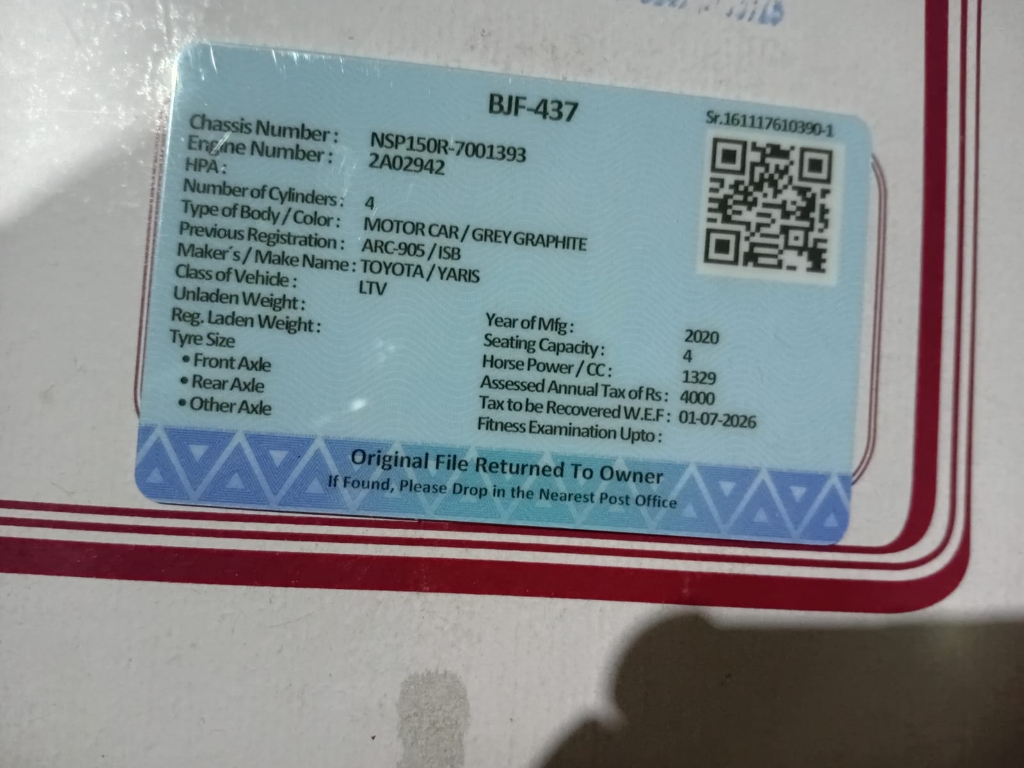 BJF-437
Sr.161117610390-1
Chassis Number : NSP150R-7001393
Engine Number : 2A02942
HPA :
Number of Cylinders : 4
Type of Body / Color : MOTOR CAR / GREY GRAPHITE
Previous Registration : ARC-905 / ISB
Maker´s / Make Name : TOYOTA / YARIS
Class of Vehicle : LTV
Unladen Weight :
Reg. Laden Weight :
Tyre Size
• Front Axle
• Rear Axle
• Other Axle
Year of Mfg : 2020
Seating Capacity : 4
Horse Power / CC : 1329
Assessed Annual Tax of Rs : 4000
Tax to be Recovered W.E.F : 01-07-2026
Fitness Examination Upto :
Original File Returned To Owner
If Found, Please Drop in the Nearest Post Office